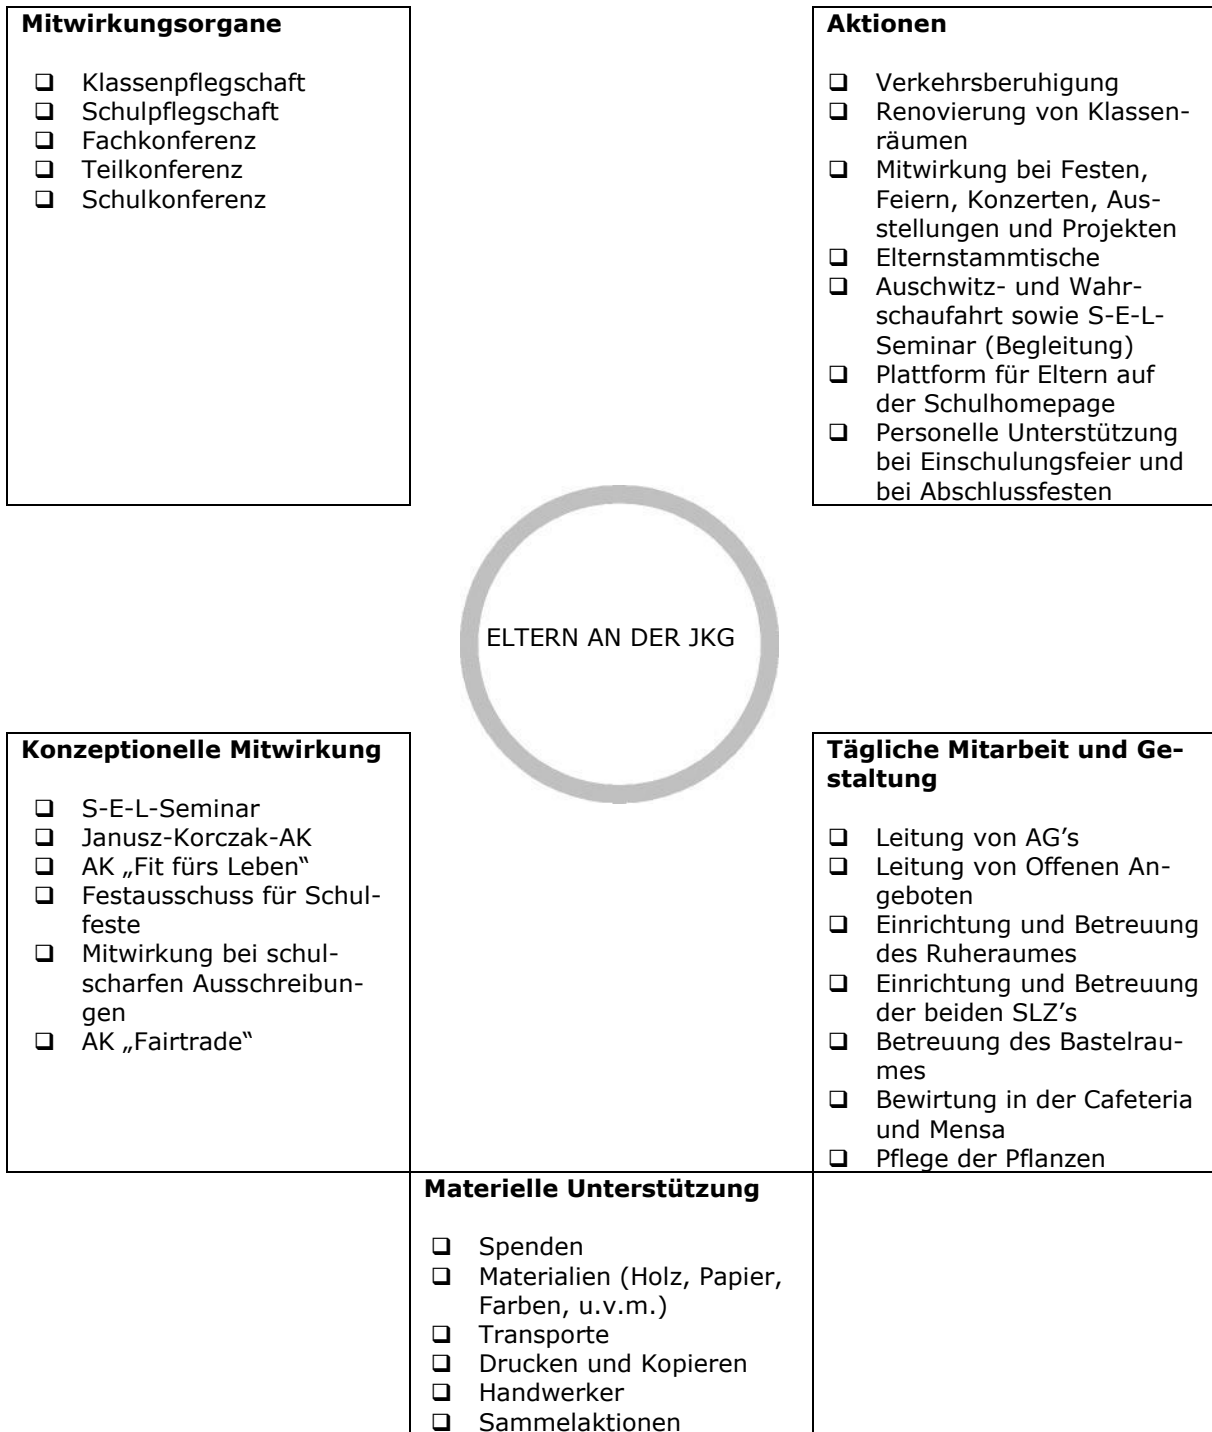 Mitwirkungsorgane
❑ Klassenpflegschaft
❑ Schulpflegschaft
❑ Fachkonferenz
❑ Teilkonferenz
❑ Schulkonferenz
Aktionen
❑ Verkehrsberuhigung
❑ Renovierung von Klassen-
räumen
❑ Mitwirkung bei Festen,
Feiern, Konzerten, Aus-
stellungen und Projekten
❑ Elternstammtische
❑ Auschwitz- und Wahr-
schaufahrt sowie S-E-L-
Seminar (Begleitung)
❑ Plattform für Eltern auf
der Schulhomepage
❑ Personelle Unterstützung
bei Einschulungsfeier und
bei Abschlussfesten
ELTERN AN DER JKG
Konzeptionelle Mitwirkung
❑ S-E-L-Seminar
❑ Janusz-Korczak-AK
❑ AK „Fit fürs Leben“
❑ Festausschuss für Schul-
feste
❑ Mitwirkung bei schul-
scharfen Ausschreibun-
gen
❑ AK „Fairtrade“
Tägliche Mitarbeit und Ge-
staltung
❑ Leitung von AG’s
❑ Leitung von Offenen An-
geboten
❑ Einrichtung und Betreuung
des Ruheraumes
❑ Einrichtung und Betreuung
der beiden SLZ’s
❑ Betreuung des Bastelrau-
mes
❑ Bewirtung in der Cafeteria
und Mensa
❑ Pflege der Pflanzen
Materielle Unterstützung
❑ Spenden
❑ Materialien (Holz, Papier,
Farben, u.v.m.)
❑ Transporte
❑ Drucken und Kopieren
❑ Handwerker
❑ Sammelaktionen